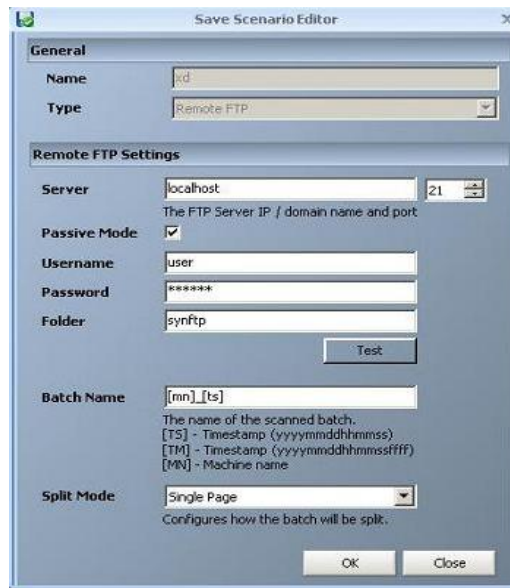 Save Scenario Editor
General
Name xd
Type Remote FTP
Remote FTP Settings
Server localhost 21
The FTP Server IP / domain name and port
Passive Mode
Username user
Password ******
Folder synftp
Test
Batch Name [mn]_[ts]
The name of the scanned batch.
[TS] - Timestamp (yyyymmddhhmmss)
[TM] - Timestamp (yyyymmddhhmmssffff)
[MN] - Machine name
Split Mode Single Page
Configures how the batch will be split.
OK Close